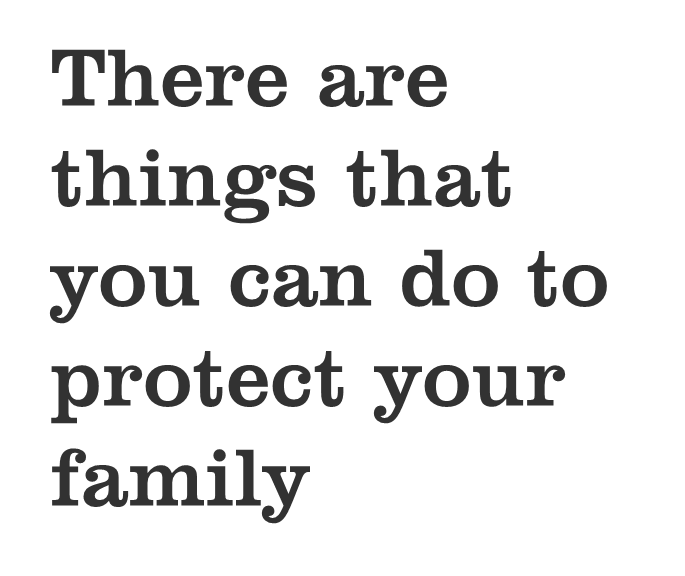 There are
things that
you can do to
protect your
family